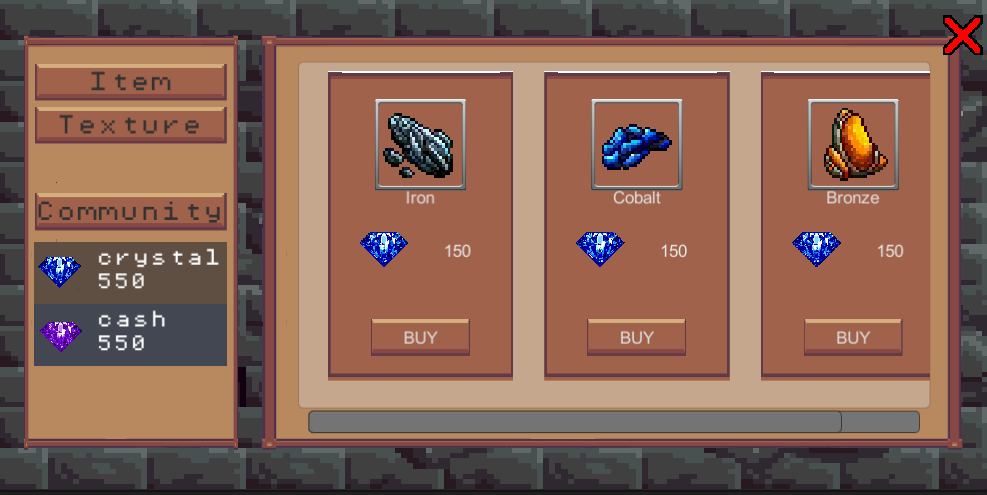 Item
Texture
Community
crystal
550
cash
550
Iron
150
BUY
Cobalt
150
BUY
Bronze
150
BUY